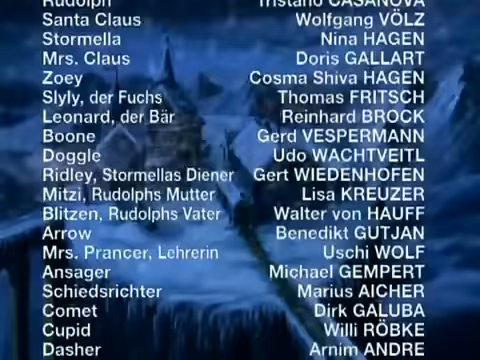 Rudolph Tristano CASANOVA
Santa Claus Wolfgang VÖLZ
Stormella Nina HAGEN
Mrs. Claus Doris GALLART
Zoey Cosma Shiva HAGEN
Slyly, der Fuchs Thomas FRITSCH
Leonard, der Bär Reinhard BROCK
Boone Gerd VESPERMANN
Doggle Udo WACHTVEITL
Ridley, Stormellas Diener Gert WIEDENHOFEN
Mitzi, Rudolphs Mutter Lisa KREUZER
Blitzen, Rudolphs Vater Walter von HAUFF
Arrow Benedikt GUTJAN
Mrs. Prancer, Lehrerin Uschi WOLF
Ansager Michael GEMPERT
Schiedsrichter Marius AICHER
Comet Dirk GALUBA
Cupid Willi RÖBKE
Dasher Arnim ANDRE